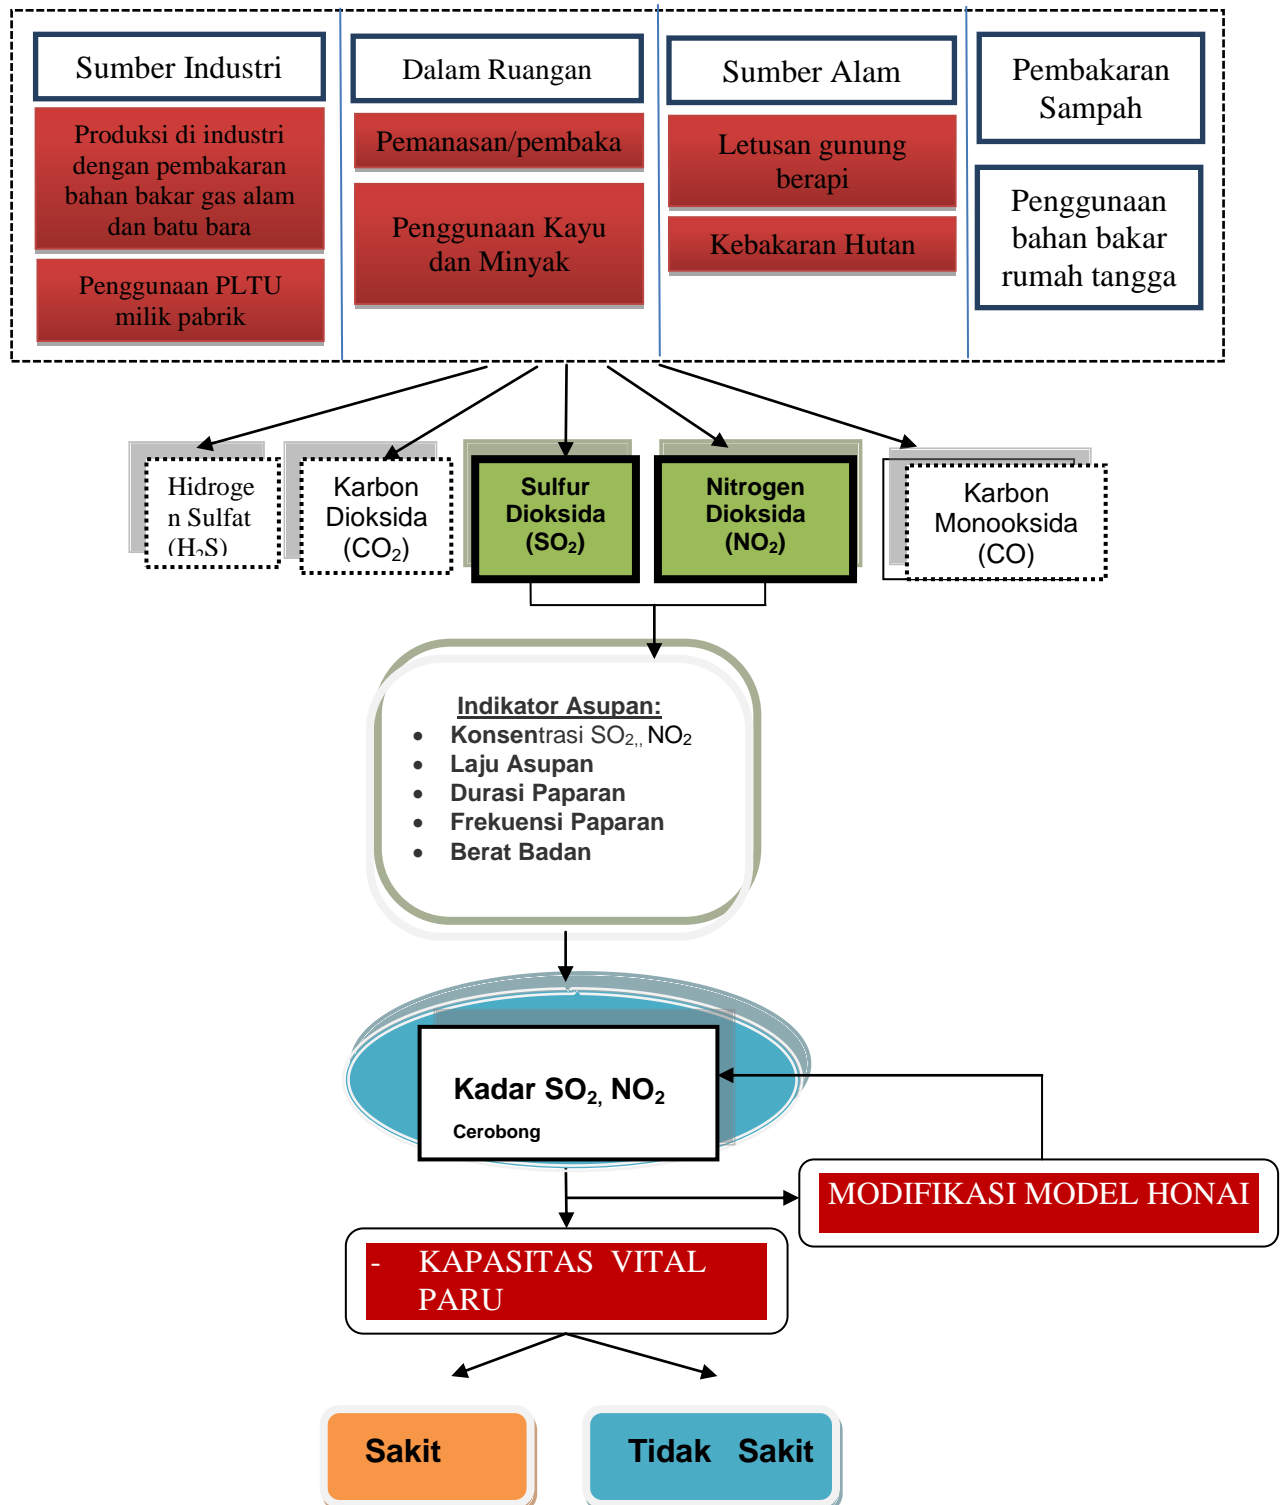 Sumber Industri
Produksi di industri
dengan pembakaran
bahan bakar gas alam
dan batu bara
Penggunaan PLTU
milik pabrik
Dalam Ruangan
Pemanasan/pembaka
Penggunaan Kayu
dan Minyak
Sumber Alam
Letusan gunung
berapi
Kebakaran Hutan
Pembakaran
Sampah
Penggunaan
bahan bakar
rumah tangga
Hidroge
n Sulfat
(H₂S)
Karbon
Dioksida
(CO₂)
Sulfur
Dioksida
(SO₂)
Nitrogen
Dioksida
(NO₂)
Karbon
Monooksida
(CO)
Indikator Asupan:
• Konsentrasi SO₂,, NO₂
• Laju Asupan
• Durasi Paparan
• Frekuensi Paparan
• Berat Badan
Kadar SO₂, NO₂
Cerobong
MODIFIKASI MODEL HONAI
- KAPASITAS VITAL
PARU
Sakit
Tidak Sakit